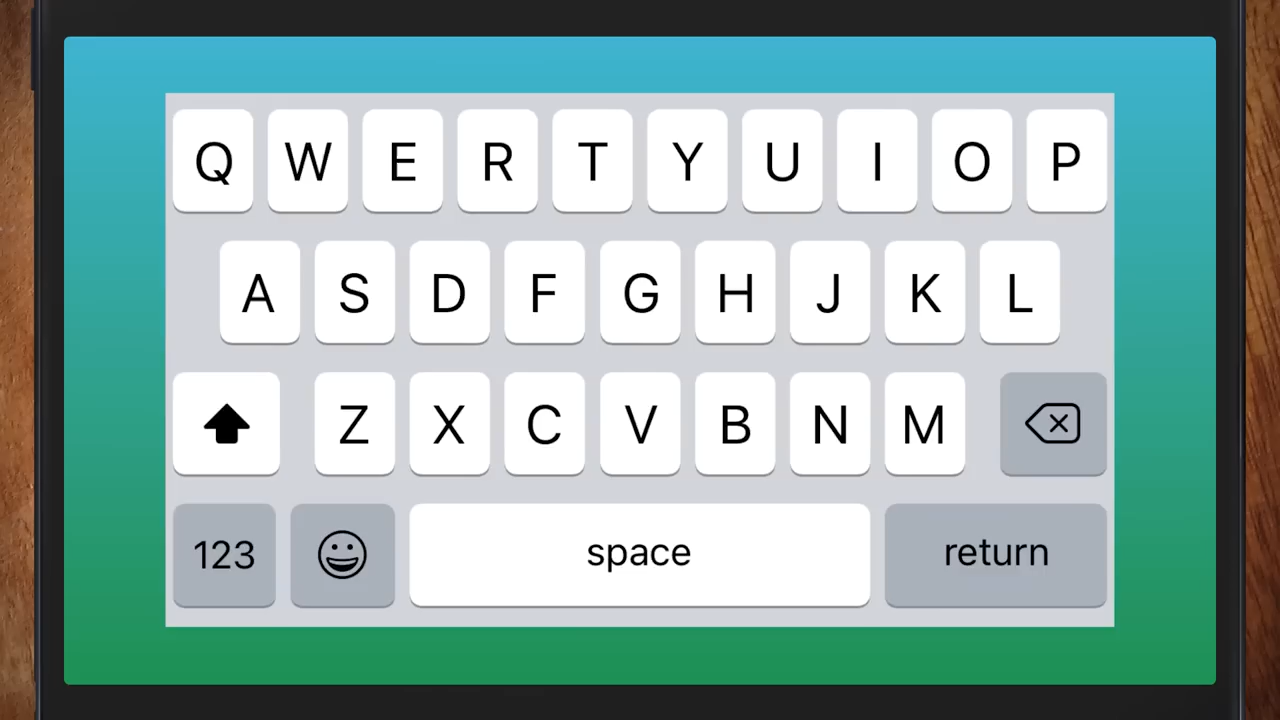 Q W E R T Y U I O P
A S D F G H J K L
Z X C V B N M
123 space return